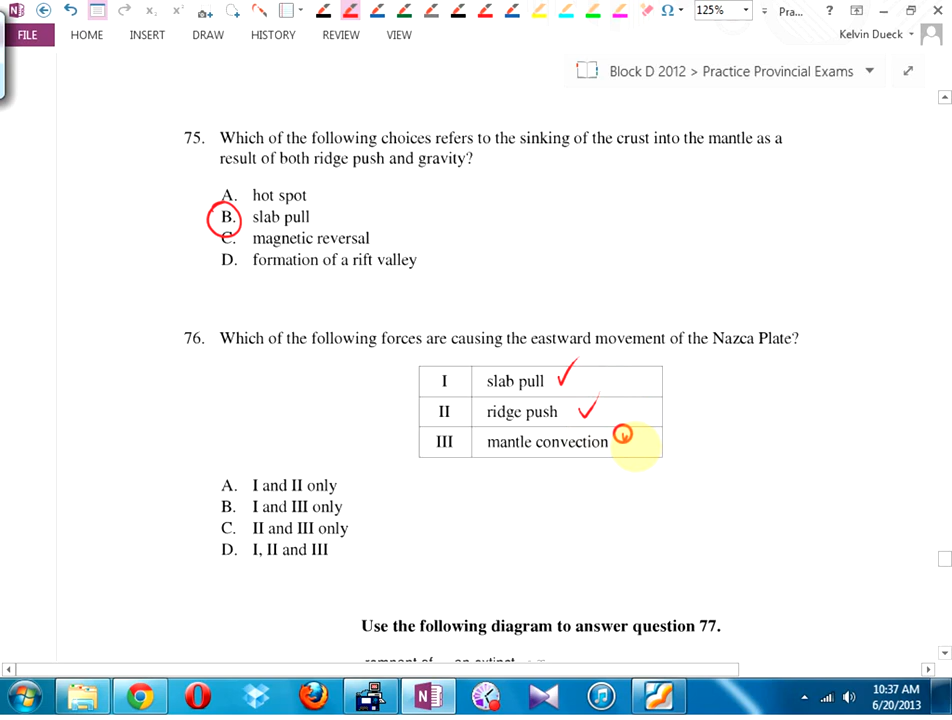 125%
Pra...
?
FILE
HOME
INSERT
DRAW
HISTORY
REVIEW
VIEW
Kelvin Dueck
Block D 2012 > Practice Provincial Exams
75. Which of the following choices refers to the sinking of the crust into the mantle as a
result of both ridge push and gravity?
A. hot spot
B. slab pull
C. magnetic reversal
D. formation of a rift valley
76. Which of the following forces are causing the eastward movement of the Nazca Plate?
I slab pull
II ridge push
III mantle convection
A. I and II only
B. I and III only
C. II and III only
D. I, II and III
Use the following diagram to answer question 77.
remnant of an extinct
10:37 AM
6/20/2013